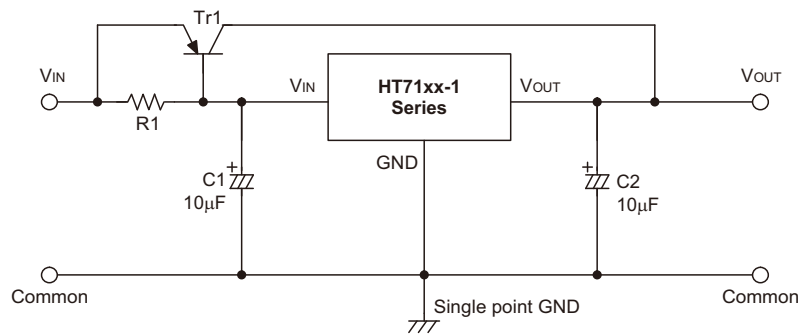 Tr1
VIN
R1
VIN
HT71xx-1
Series
VOUT
VOUT
GND
C1
10μF
C2
10μF
Common
Single point GND
Common